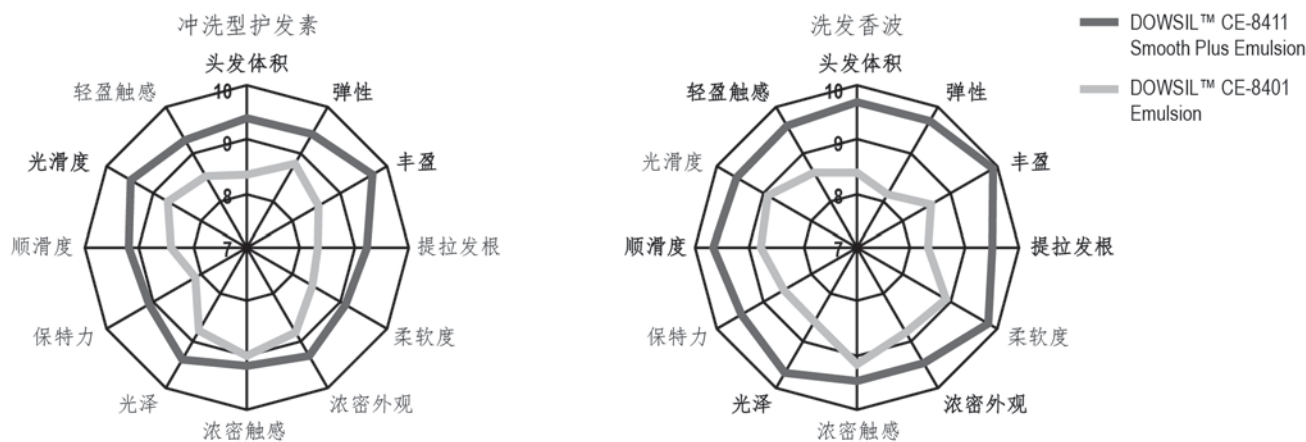 冲洗型护发素
头发体积
轻盈触感
10
弹性
光滑度
9
丰盈
8
顺滑度
7
提拉发根
保特力
柔软度
光泽
浓密外观
浓密触感
洗发香波
头发体积
轻盈触感
10
弹性
光滑度
9
丰盈
8
顺滑度
7
提拉发根
保特力
柔软度
光泽
浓密外观
浓密触感
DOWSIL™ CE-8411
Smooth Plus Emulsion
DOWSIL™ CE-8401
Emulsion